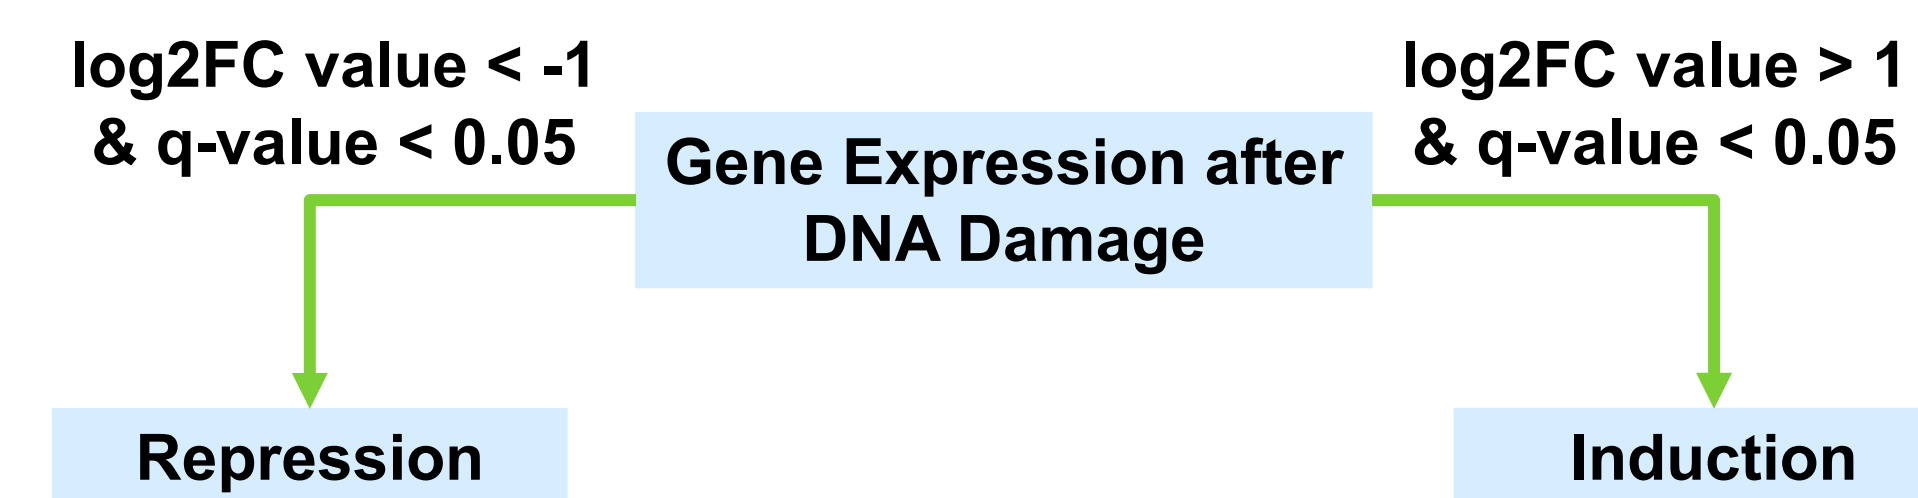 log2FC value < -1
& q-value < 0.05
Gene Expression after
DNA Damage
log2FC value > 1
& q-value < 0.05
Repression
Induction